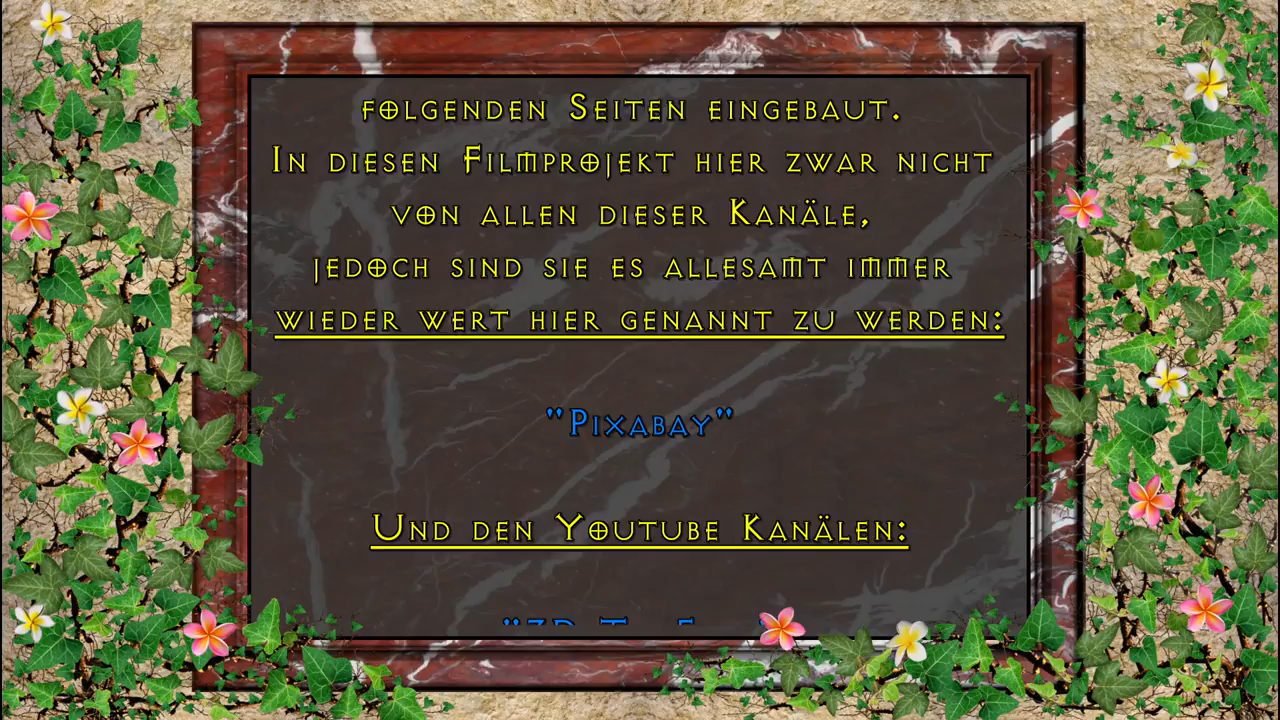 folgenden Seiten eingebaut.
In diesen Filmprojekt hier zwar nicht
von allen dieser Kanäle,
jedoch sind sie es allesamt immer
wieder wert hier genannt zu werden:
"Pixabay"
Und den Youtube Kanälen: